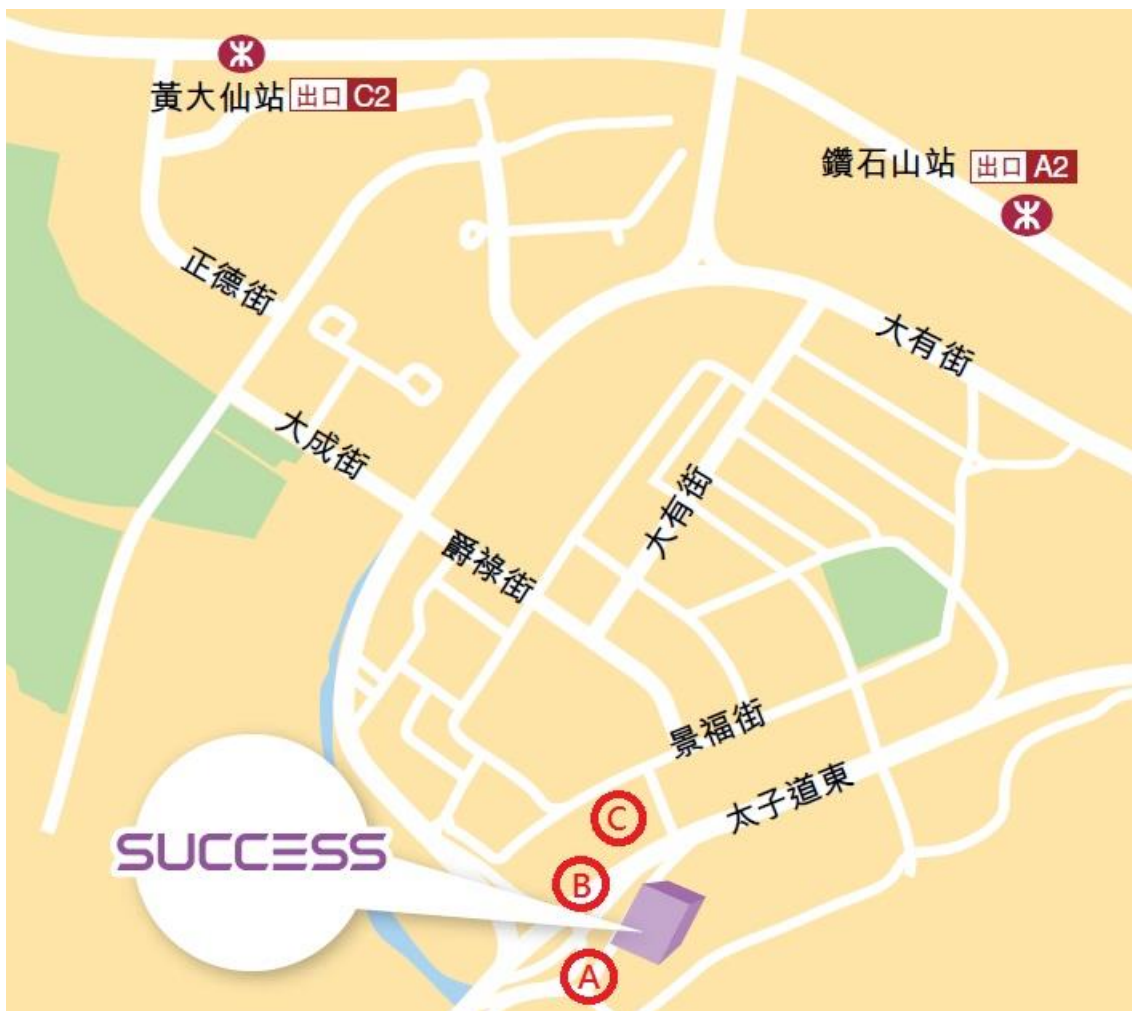 黃大仙站 出口 C2
鑽石山站 出口 A2
正德街
大有街
大成街
大有街
爵祿街
景福街
太子道東
SUCCESS
C
B
A